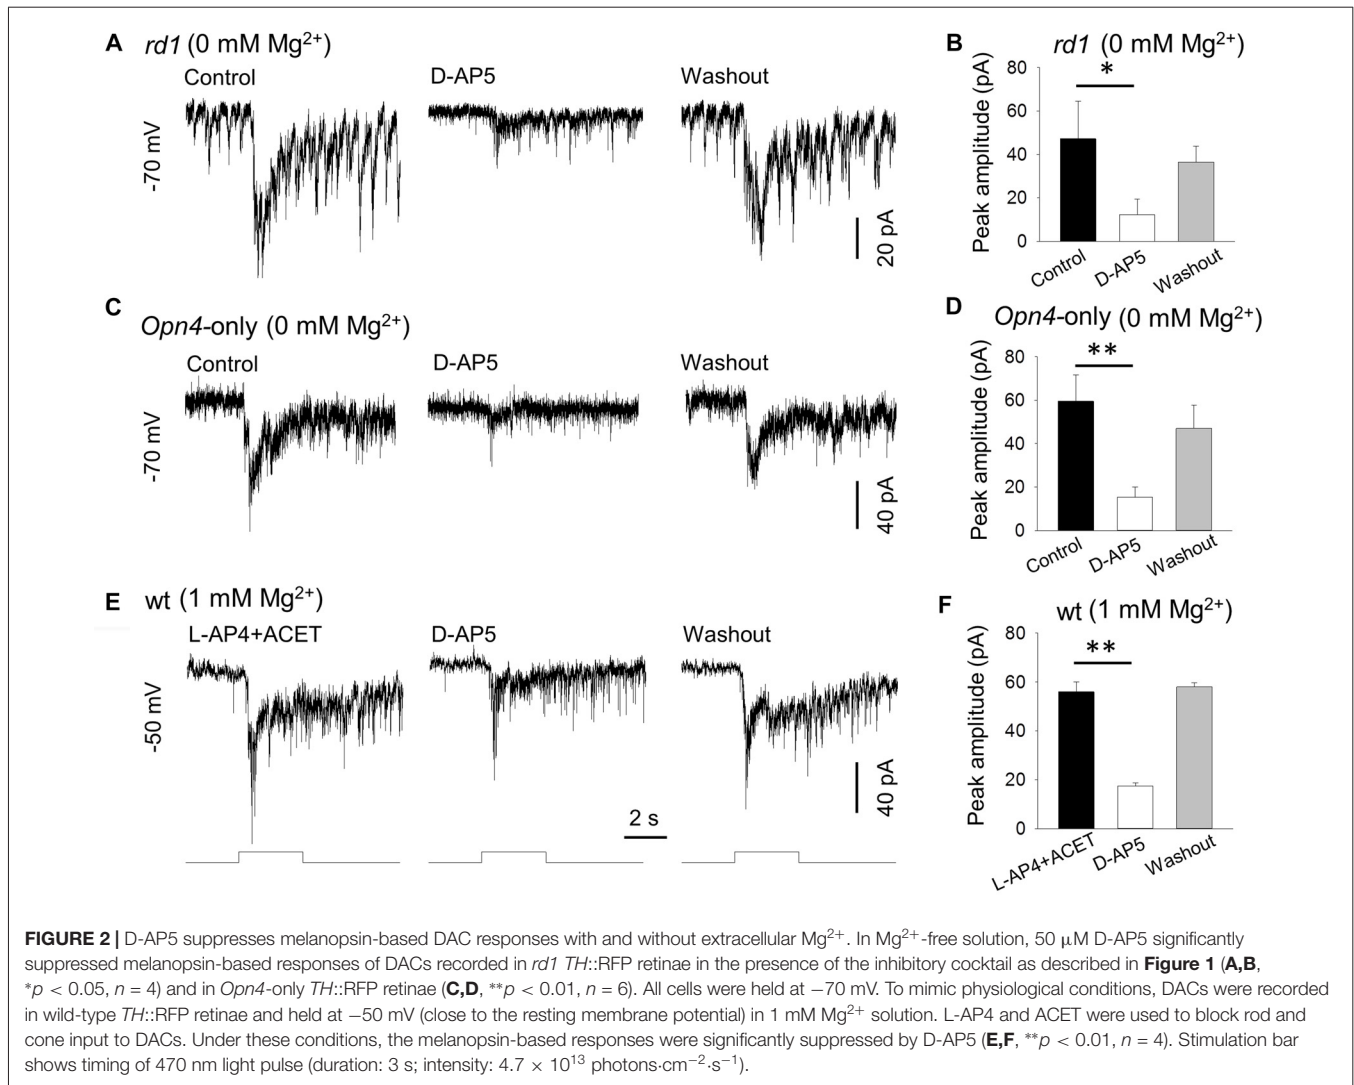 A rd1 (0 mM Mg²⁺)
Control D-AP5 Washout
-70 mV
20 pA
B rd1 (0 mM Mg²⁺)
Peak amplitude (pA)
80
60
40
20
0
*
Control D-AP5 Washout
C Opn4-only (0 mM Mg²⁺)
Control D-AP5 Washout
-70 mV
40 pA
D Opn4-only (0 mM Mg²⁺)
Peak amplitude (pA)
80
60
40
20
0
**
Control D-AP5 Washout
E wt (1 mM Mg²⁺)
L-AP4+ACET D-AP5 Washout
-50 mV
40 pA
2 s
F wt (1 mM Mg²⁺)
Peak amplitude (pA)
80
60
40
20
0
**
L-AP4+ACET D-AP5 Washout
FIGURE 2 | D-AP5 suppresses melanopsin-based DAC responses with and without extracellular Mg²⁺. In Mg²⁺-free solution, 50 μM D-AP5 significantly
suppressed melanopsin-based responses of DACs recorded in rd1 TH::RFP retinae in the presence of the inhibitory cocktail as described in Figure 1 (A,B,
*p < 0.05, n = 4) and in Opn4-only TH::RFP retinae (C,D, **p < 0.01, n = 6). All cells were held at −70 mV. To mimic physiological conditions, DACs were recorded
in wild-type TH::RFP retinae and held at −50 mV (close to the resting membrane potential) in 1 mM Mg²⁺ solution. L-AP4 and ACET were used to block rod and
cone input to DACs. Under these conditions, the melanopsin-based responses were significantly suppressed by D-AP5 (E,F, **p < 0.01, n = 4). Stimulation bar
shows timing of 470 nm light pulse (duration: 3 s; intensity: 4.7 × 10¹³ photons·cm⁻²·s⁻¹).